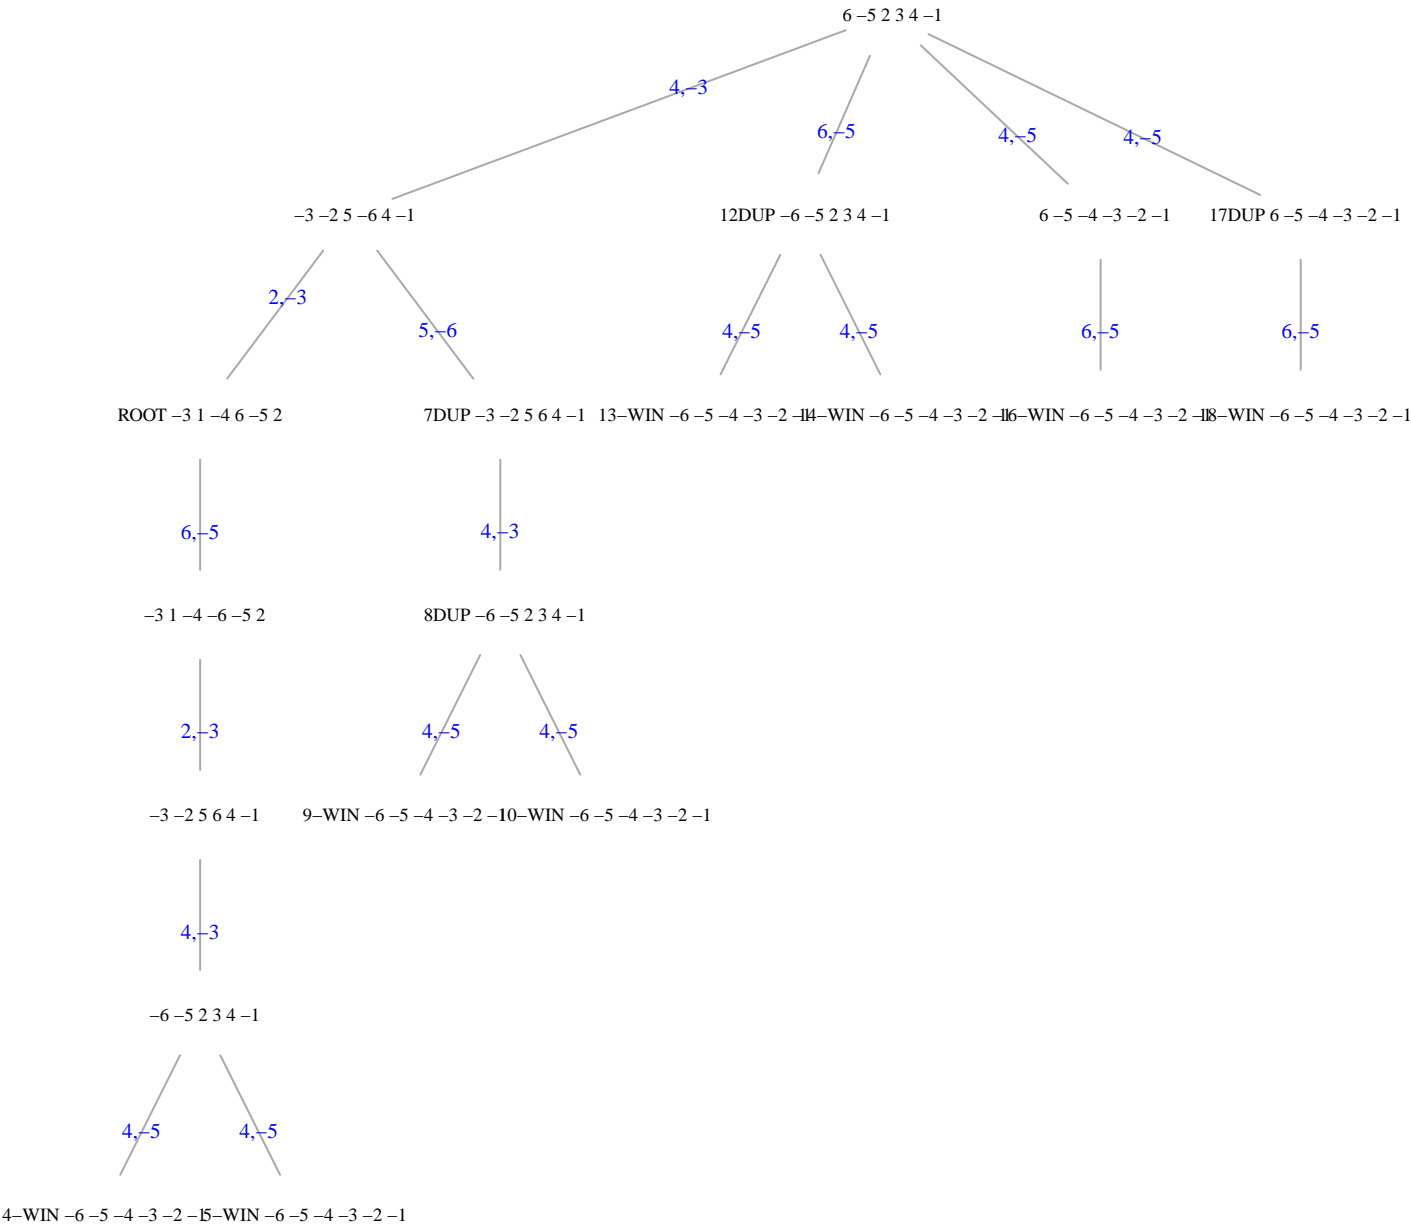 6 –5 2 3 4 –1
4,–3
6,–5
4,–5
4,–5
–3 –2 5 –6 4 –1
12DUP –6 –5 2 3 4 –1
6 –5 –4 –3 –2 –1
17DUP 6 –5 –4 –3 –2 –1
2,–3
5,–6
4,–5
4,–5
6,–5
6,–5
ROOT –3 1 –4 6 –5 2
7DUP –3 –2 5 6 4 –1
13–WIN –6 –5 –4 –3 –2 –1
14–WIN –6 –5 –4 –3 –2 –1
16–WIN –6 –5 –4 –3 –2 –1
18–WIN –6 –5 –4 –3 –2 –1
6,–5
4,–3
–3 1 –4 –6 –5 2
8DUP –6 –5 2 3 4 –1
2,–3
4,–5
4,–5
–3 –2 5 6 4 –1
9–WIN –6 –5 –4 –3 –2 –1
10–WIN –6 –5 –4 –3 –2 –1
4,–3
–6 –5 2 3 4 –1
4,–5
4,–5
4–WIN –6 –5 –4 –3 –2 –1
5–WIN –6 –5 –4 –3 –2 –1